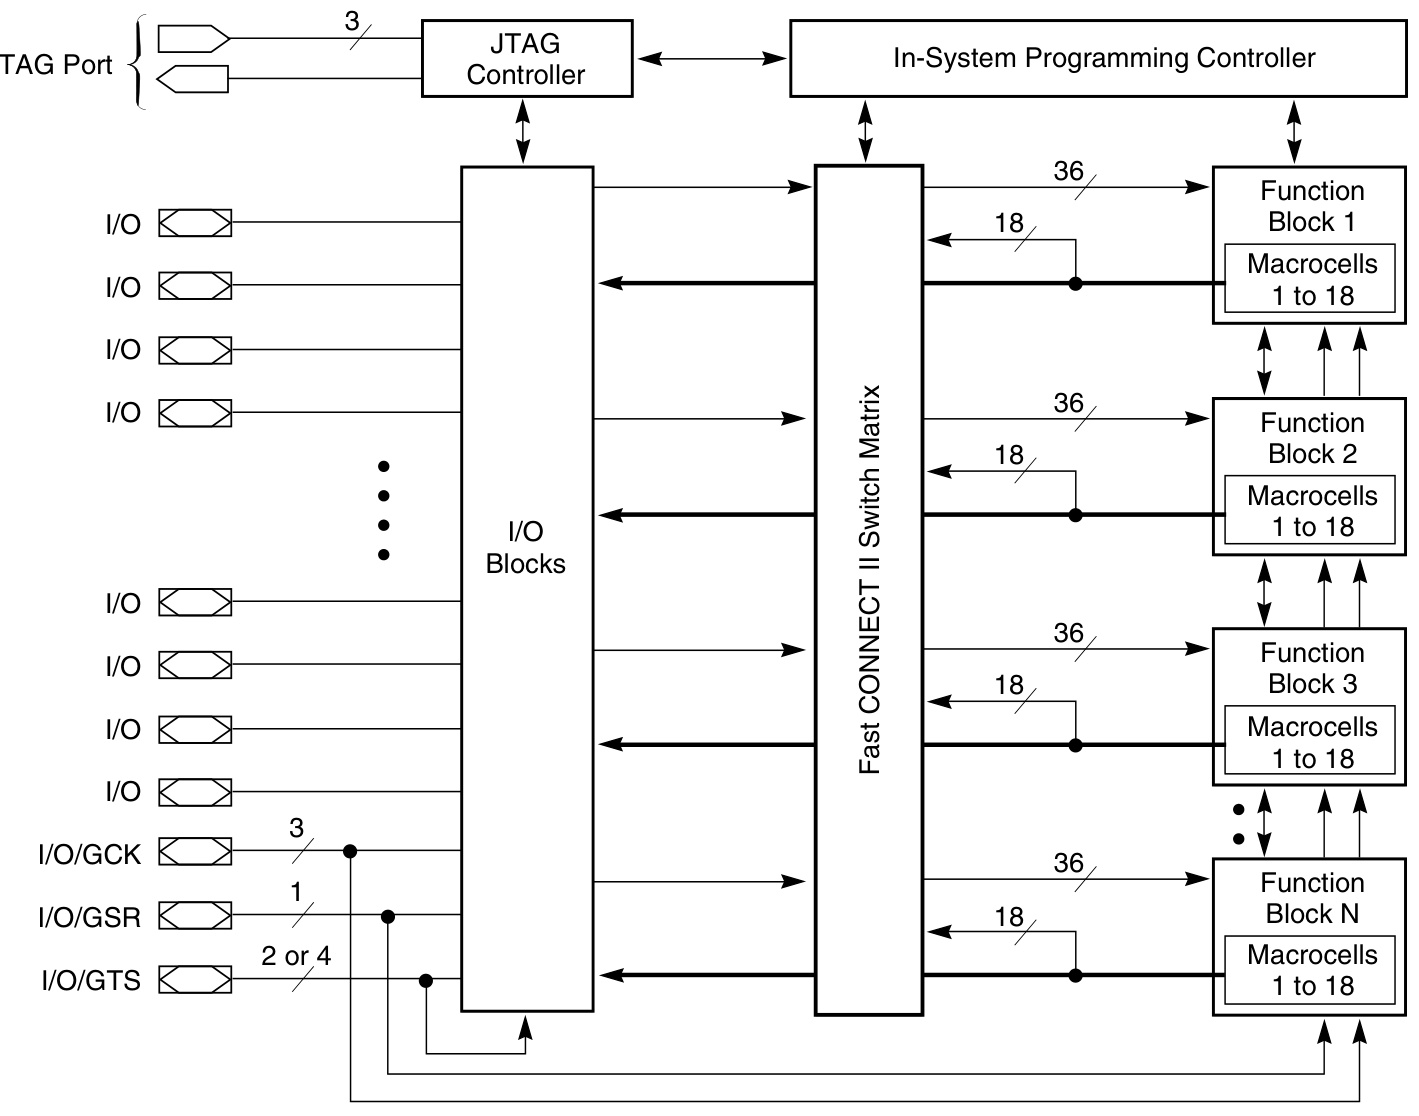 3
TAG Port
JTAG
Controller
In-System Programming Controller
I/O
I/O
I/O
I/O
I/O
I/O
I/O
I/O
I/O/GCK
3
I/O/GSR
1
I/O/GTS
2 or 4
I/O
Blocks
Fast CONNECT II Switch Matrix
36
18
Function
Block 1
Macrocells
1 to 18
36
18
Function
Block 2
Macrocells
1 to 18
36
18
Function
Block 3
Macrocells
1 to 18
36
18
Function
Block N
Macrocells
1 to 18